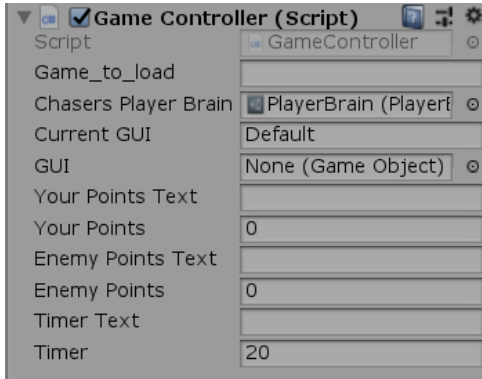 Game Controller (Script)
Script GameController
Game_to_load
Chasers Player Brain PlayerBrain (PlayerB
Current GUI Default
GUI None (Game Object)
Your Points Text
Your Points 0
Enemy Points Text
Enemy Points 0
Timer Text
Timer 20